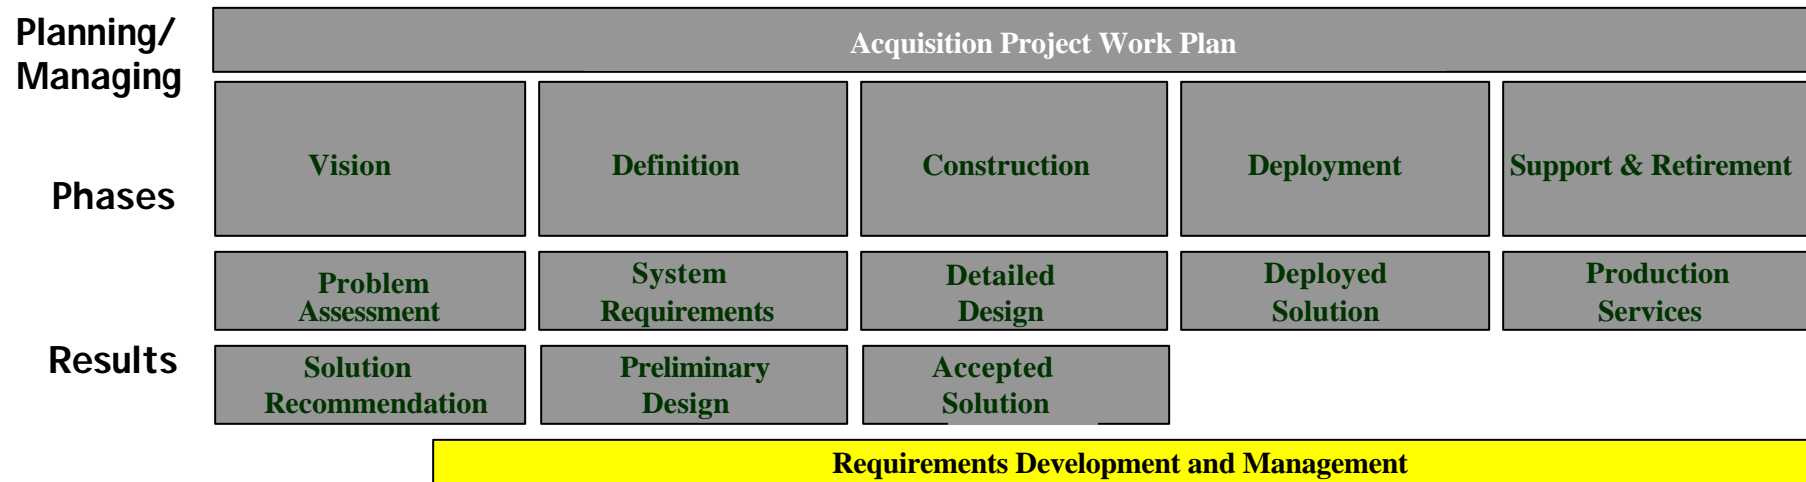 Planning/
Managing
Acquisition Project Work Plan
Phases
Vision
Definition
Construction
Deployment
Support & Retirement
Results
Problem
Assessment
System
Requirements
Detailed
Design
Deployed
Solution
Production
Services
Solution
Recommendation
Preliminary
Design
Accepted
Solution
Requirements Development and Management